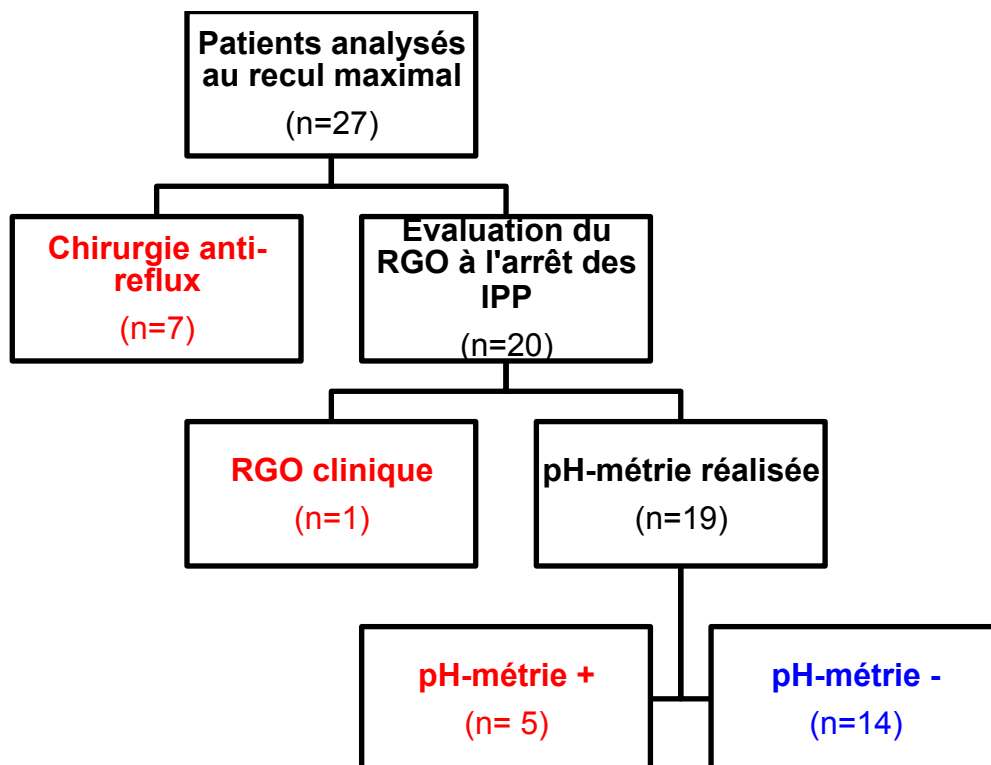 Patients analysés
au recul maximal
(n=27)
Chirurgie anti-
reflux
(n=7)
Evaluation du
RGO à l'arrêt des
IPP
(n=20)
RGO clinique
(n=1)
pH-métrie réalisée
(n=19)
pH-métrie +
(n= 5)
pH-métrie -
(n=14)